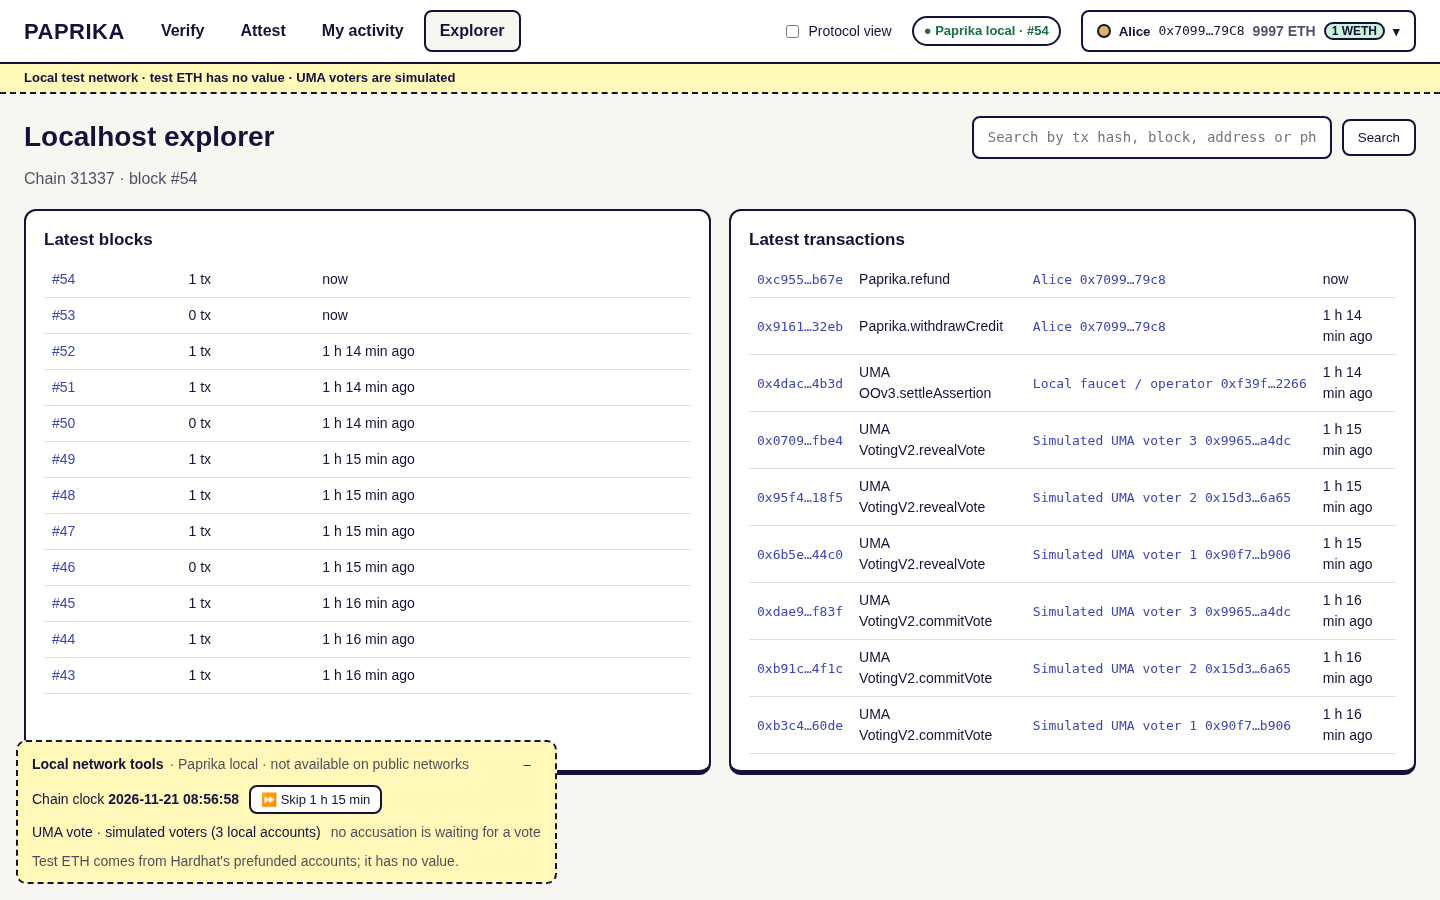 PAPRIKA Verify Attest My activity Explorer Protocol view ● Paprika local · #54 Alice 0x7099…79C8 9997 ETH 1 WETH ▾
Local test network · test ETH has no value · UMA voters are simulated
Localhost explorer
Search by tx hash, block, address or ph Search
Chain 31337 · block #54
Latest blocks
#54 1 tx now
#53 0 tx now
#52 1 tx 1 h 14 min ago
#51 1 tx 1 h 14 min ago
#50 0 tx 1 h 14 min ago
#49 1 tx 1 h 15 min ago
#48 1 tx 1 h 15 min ago
#47 1 tx 1 h 15 min ago
#46 0 tx 1 h 15 min ago
#45 1 tx 1 h 16 min ago
#44 1 tx 1 h 16 min ago
#43 1 tx 1 h 16 min ago
Latest transactions
0xc955…b67e Paprika.refund Alice 0x7099…79c8 now
0x9161…32eb Paprika.withdrawCredit Alice 0x7099…79c8 1 h 14
min ago
0x4dac…4b3d UMA
OOv3.settleAssertion Local faucet / operator 0xf39f…2266 1 h 14
min ago
0x0709…fbe4 UMA
VotingV2.revealVote Simulated UMA voter 3 0x9965…a4dc 1 h 15
min ago
0x95f4…18f5 UMA
VotingV2.revealVote Simulated UMA voter 2 0x15d3…6a65 1 h 15
min ago
0x6b5e…44c0 UMA
VotingV2.revealVote Simulated UMA voter 1 0x90f7…b906 1 h 15
min ago
0xdae9…f83f UMA
VotingV2.commitVote Simulated UMA voter 3 0x9965…a4dc 1 h 16
min ago
0xb91c…4f1c UMA
VotingV2.commitVote Simulated UMA voter 2 0x15d3…6a65 1 h 16
min ago
0xb3c4…60de UMA
VotingV2.commitVote Simulated UMA voter 1 0x90f7…b906 1 h 16
min ago
Local network tools · Paprika local · not available on public networks –
Chain clock 2026-11-21 08:56:58 ⏩ Skip 1 h 15 min
UMA vote · simulated voters (3 local accounts) no accusation is waiting for a vote
Test ETH comes from Hardhat's prefunded accounts; it has no value.